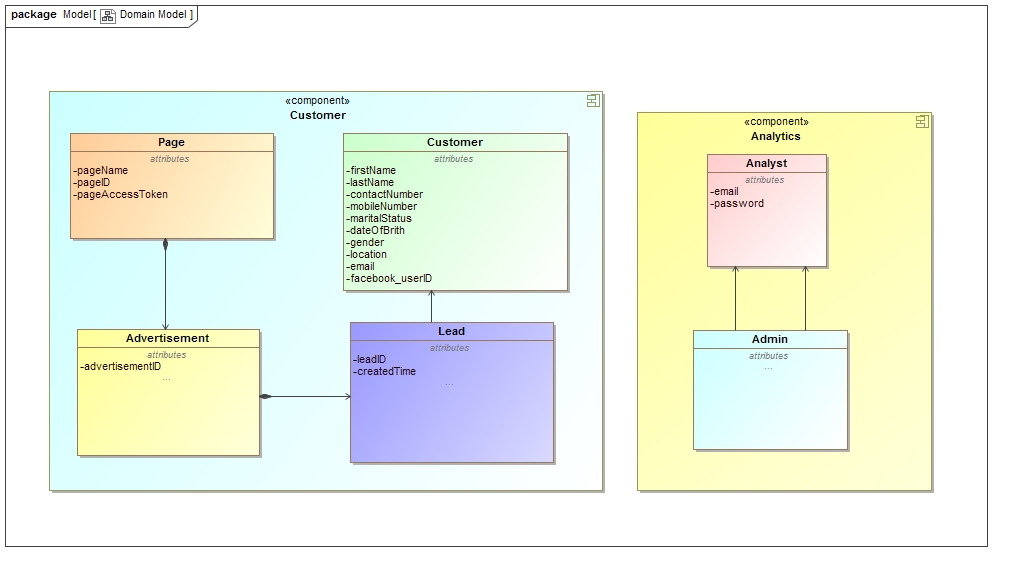 package Model[ Domain Model ]
«component»
Customer
Page
attributes
-pageName
-pageID
-pageAccessToken
Customer
attributes
-firstName
-lastName
-contactNumber
-mobileNumber
-maritalStatus
-dateOfBrith
-gender
-location
-email
-facebook_userID
Advertisement
attributes
-advertisementID
...
Lead
attributes
-leadID
-createdTime
...
«component»
Analytics
Analyst
attributes
-email
-password
Admin
attributes
...